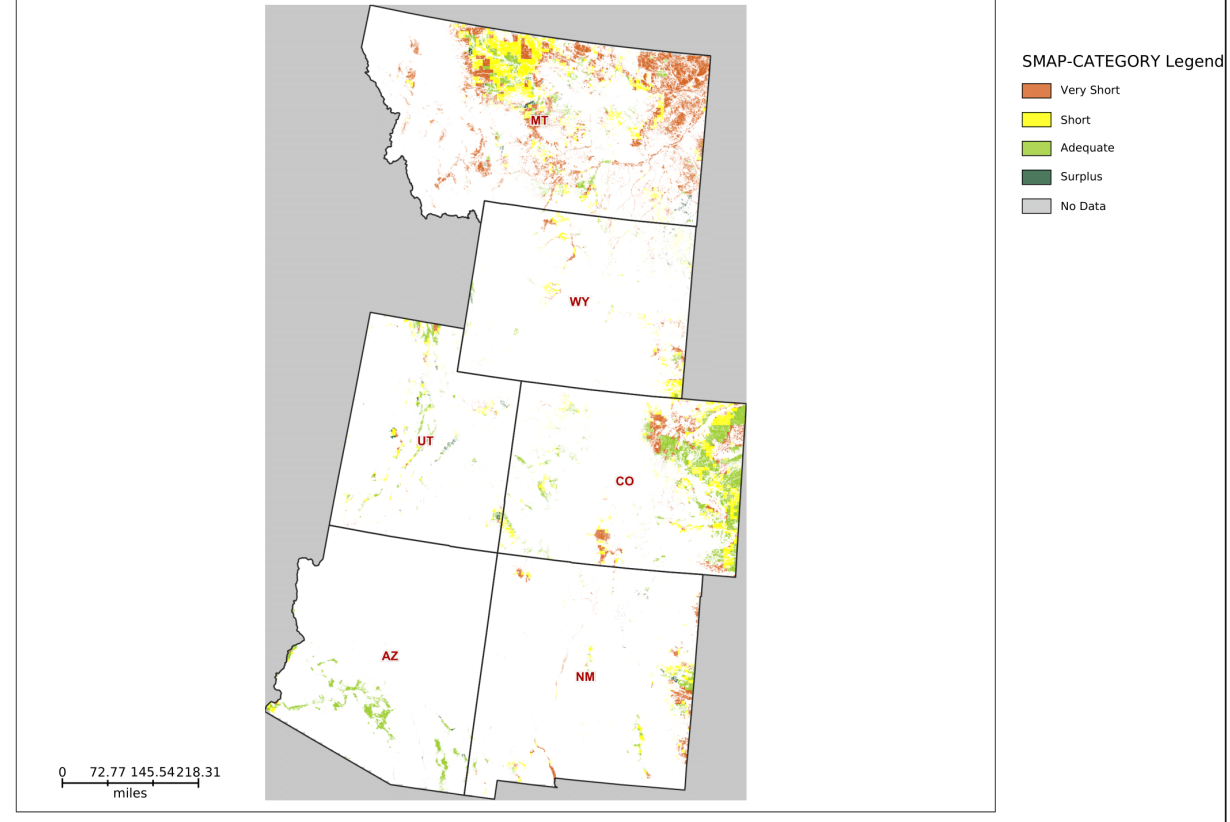 SMAP-CATEGORY Legend
Very Short
Short
Adequate
Surplus
No Data
MT
WY
UT
CO
AZ
NM
0 72.77 145.54 218.31
miles